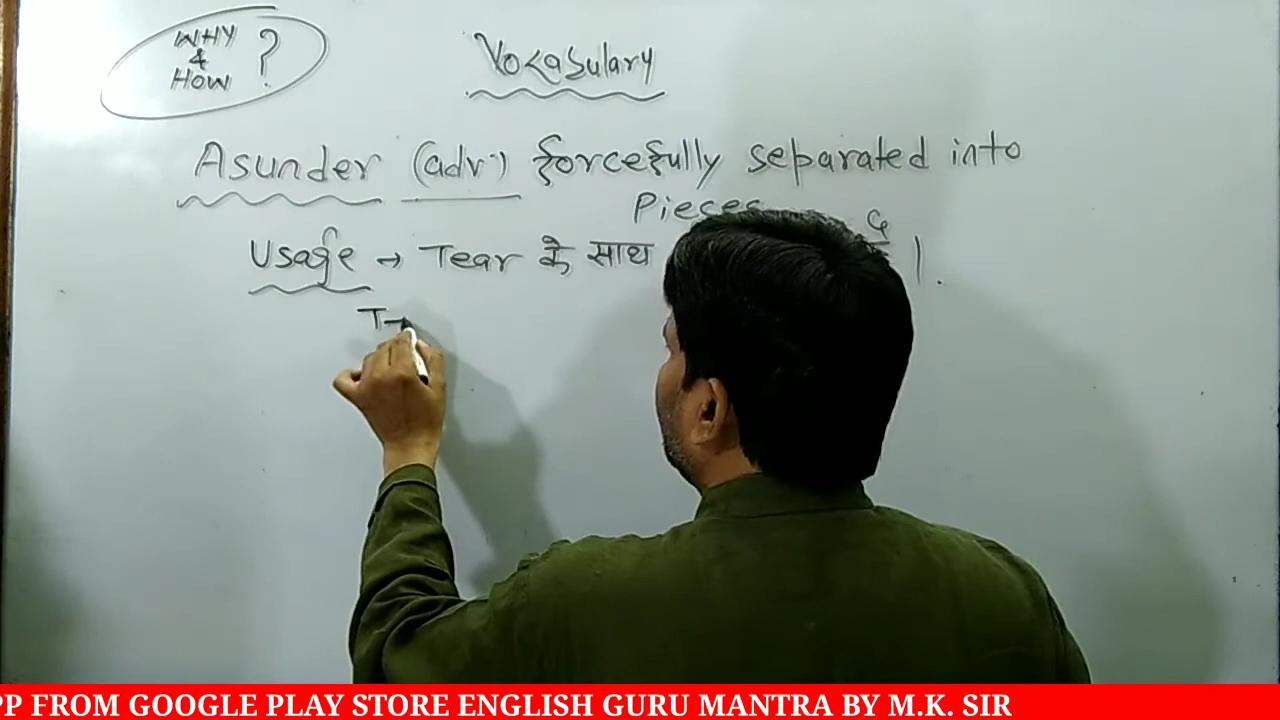 WHY
&
HOW ?
Vocabulary
Asunder (adv.) forcefully separated into
Pieces
Usage → Tear के साथ
T
PP FROM GOOGLE PLAY STORE ENGLISH GURU MANTRA BY M.K. SIR